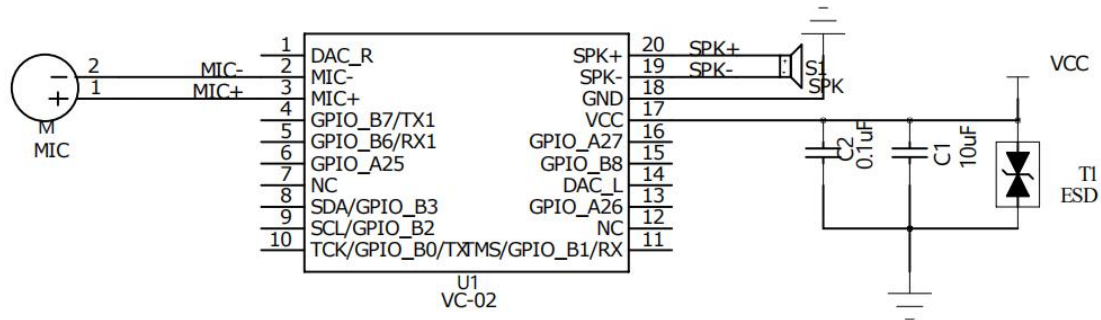 1 DAC_R SPK+ 20 SPK+
2 MIC- 2 MIC- SPK- 19 SPK- S1
1 MIC+ 3 MIC+ GND 18 SPK
M
MIC
4 GPIO_B7/TX1 VCC 17
VCC
5 GPIO_B6/RX1 GPIO_A27 16
6 GPIO_A25 GPIO_B8 15
7 NC DAC_L 14
8 SDA/GPIO_B3 GPIO_A26 13
9 SCL/GPIO_B2 NC 12
10 TCK/GPIO_B0/TX TMS/GPIO_B1/RX 11
U1
VC-02
C2
0.1uF
C1
10uF
T1
ESD